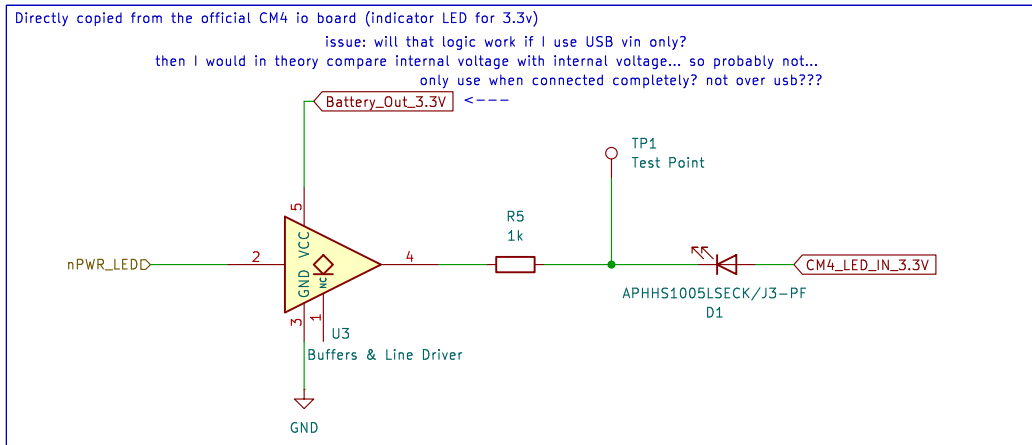 Directly copied from the official CM4 io board (indicator LED for 3.3v)
issue: will that logic work if I use USB vin only?
then I would in theory compare internal voltage with internal voltage... so probably not...
only use when connected completely? not over usb???
Battery_Out_3.3V <---
TP1
Test Point
5
R5
1k
VCC
nPWR_LED
2
4
CM4_LED_IN_3.3V
GND
NC
APHHS1005LSECK/J3-PF
D1
3
1
U3
Buffers & Line Driver
GND